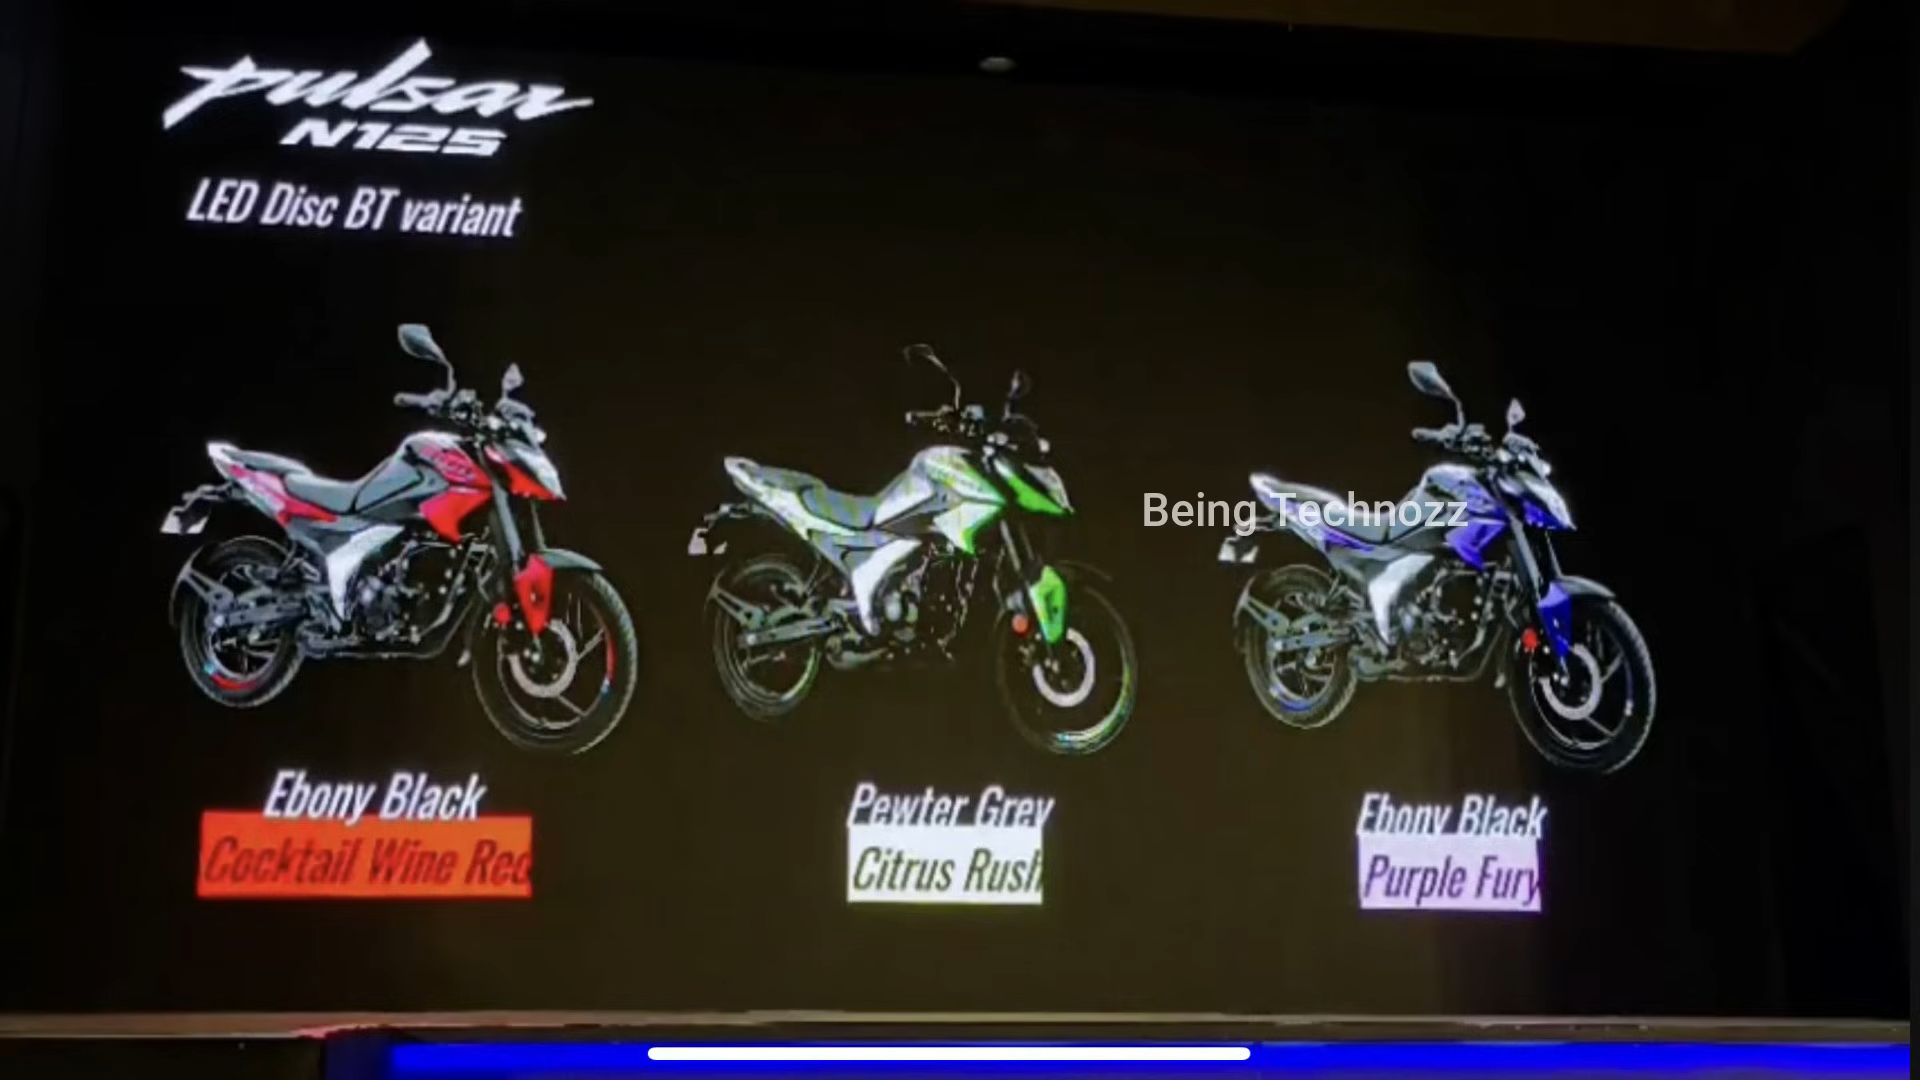 pulsar
N125
LED Disc BT variant
Being Technozz
Ebony Black
Cocktail Wine Red
Pewter Grey
Citrus Rush
Ebony Black
Purple Fury